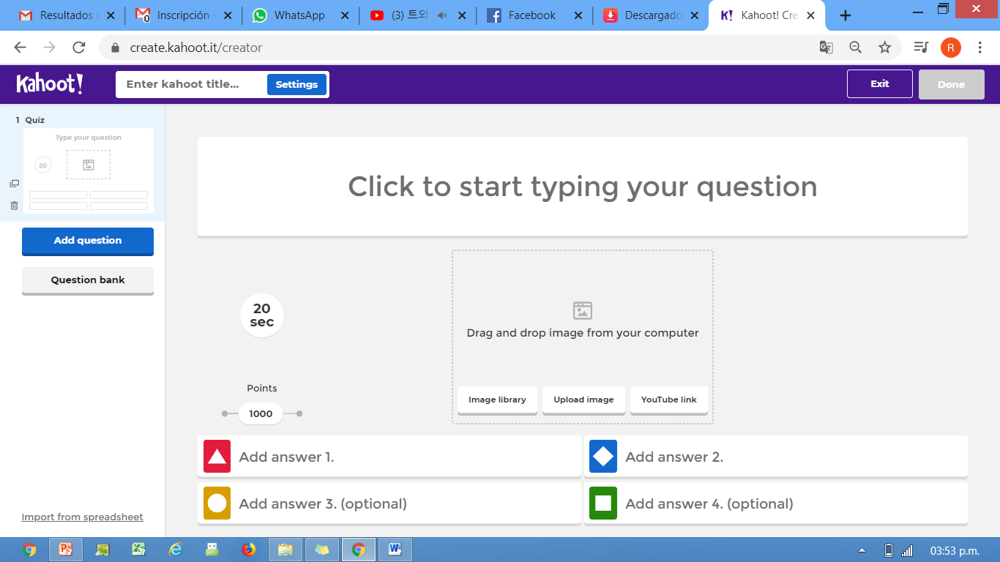 Resultados
Inscripción
WhatsApp
(3) 트와
Facebook
Descargado
Kahoot! Cre
create.kahoot.it/creator
R
Kahoot!
Enter kahoot title...
Settings
Exit
Done
1 Quiz
Type your question
20
Add question
Question bank
Import from spreadsheet
Click to start typing your question
20
sec
Drag and drop image from your computer
Points
1000
Image library
Upload image
YouTube link
Add answer 1.
Add answer 2.
Add answer 3. (optional)
Add answer 4. (optional)
03:53 p.m.